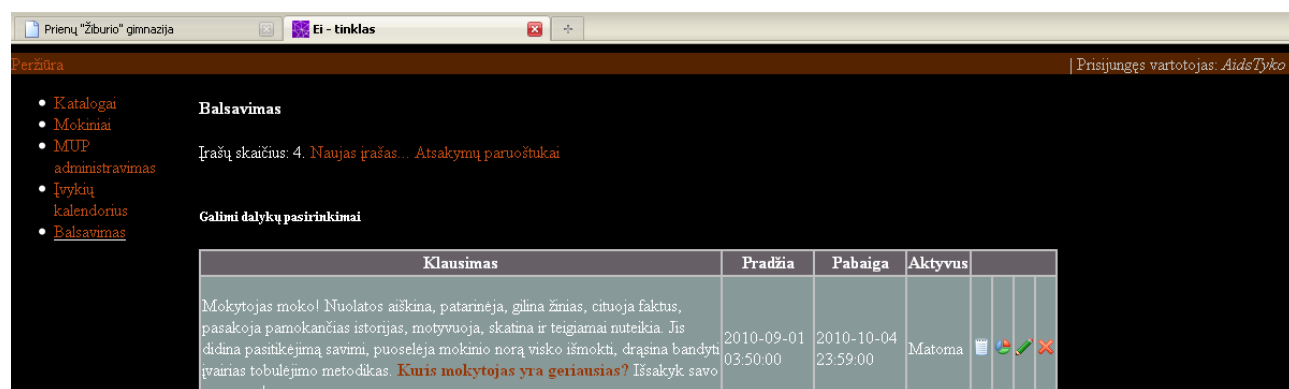 Prienų "Žiburio" gimnazija
Ei - tinklas
Peržiūra
| Prisijungęs vartotojas: AidsTyko
Katalogai
Mokiniai
MUP
administravimas
Įvykių
kalendorius
Balsavimas
Balsavimas
Įrašų skaičius: 4. Naujas įrašas... Atsakymų paruoštukai
Galimi dalykų pasirinkimai
Klausimas Pradžia Pabaiga Aktyvus
Mokytojas moko! Nuolatos aiškina, patarinėja, gilina žinias, cituoja faktus,
pasakoja pamokančias istorijas, motyvuoja, skatina ir teigiamai nuteikia. Jis
didina pasitikėjimą savimi, puoselėja mokinio norą visko išmokti, drąsina bandyti
įvairias tobulėjimo metodikas. Kuris mokytojas yra geriausias? Išsakyk savo
2010-09-01
03:50:00
2010-10-04
23:59:00
Matoma